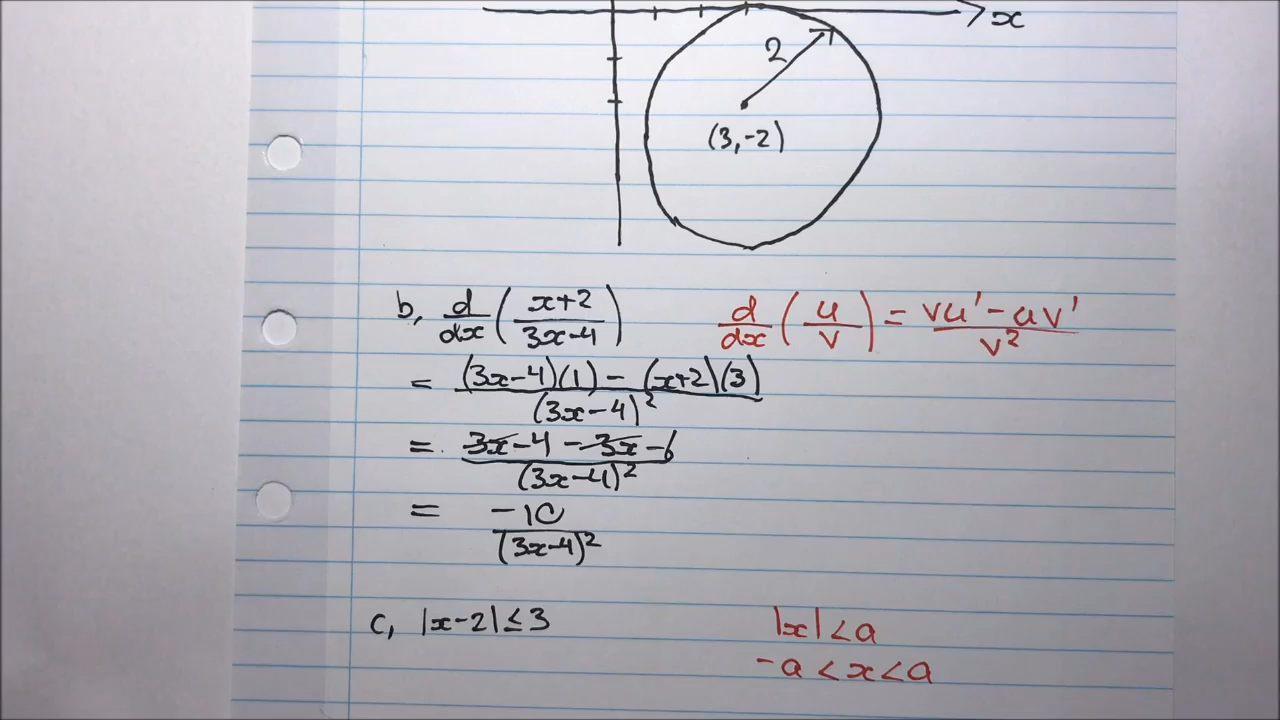 x
2
(3,-2)
b, d/dx ( (x+2)/(3x-4) )
d/dx ( u/v ) = (vu' - uv')/v²
= ((3x-4)(1) - (x+2)(3))/(3x-4)²
= (3x-4 - 3x-6)/(3x-4)²
= -10/(3x-4)²
c, |x-2| ≤ 3
|x| < a
-a < x < a